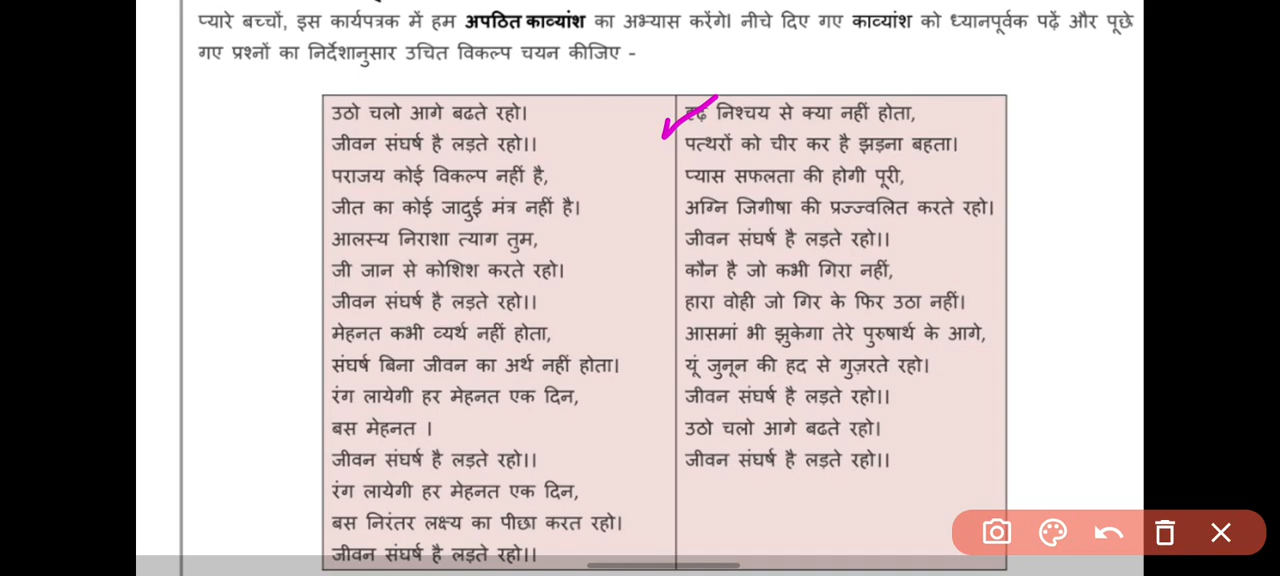 प्यारे बच्चों, इस कार्यपत्रक में हम अपठित काव्यांश का अभ्यास करेंगे। नीचे दिए गए काव्यांश को ध्यानपूर्वक पढ़ें और पूछे
गए प्रश्नों का निर्देशानुसार उचित विकल्प चयन कीजिए -
उठो चलो आगे बढते रहो।
जीवन संघर्ष है लड़ते रहो।।
पराजय कोई विकल्प नहीं है,
जीत का कोई जादुई मंत्र नहीं है।
आलस्य निराशा त्याग तुम,
जी जान से कोशिश करते रहो।
जीवन संघर्ष है लड़ते रहो।।
मेहनत कभी व्यर्थ नहीं होता,
संघर्ष बिना जीवन का अर्थ नहीं होता।
रंग लायेगी हर मेहनत एक दिन,
बस मेहनत ।
जीवन संघर्ष है लड़ते रहो।।
रंग लायेगी हर मेहनत एक दिन,
बस निरंतर लक्ष्य का पीछा करत रहो।
जीवन संघर्ष है लड़ते रहो।।
निश्चय से क्या नहीं होता,
पत्थरों को चीर कर है झड़ना बहता।
प्यास सफलता की होगी पूरी,
अग्नि जिगीषा की प्रज्ज्वलित करते रहो।
जीवन संघर्ष है लड़ते रहो।।
कौन है जो कभी गिरा नहीं,
हारा वोही जो गिर के फिर उठा नहीं।
आसमां भी झुकेगा तेरे पुरुषार्थ के आगे,
यूं जुनून की हद से गुज़रते रहो।
जीवन संघर्ष है लड़ते रहो।।
उठो चलो आगे बढते रहो।
जीवन संघर्ष है लड़ते रहो।।